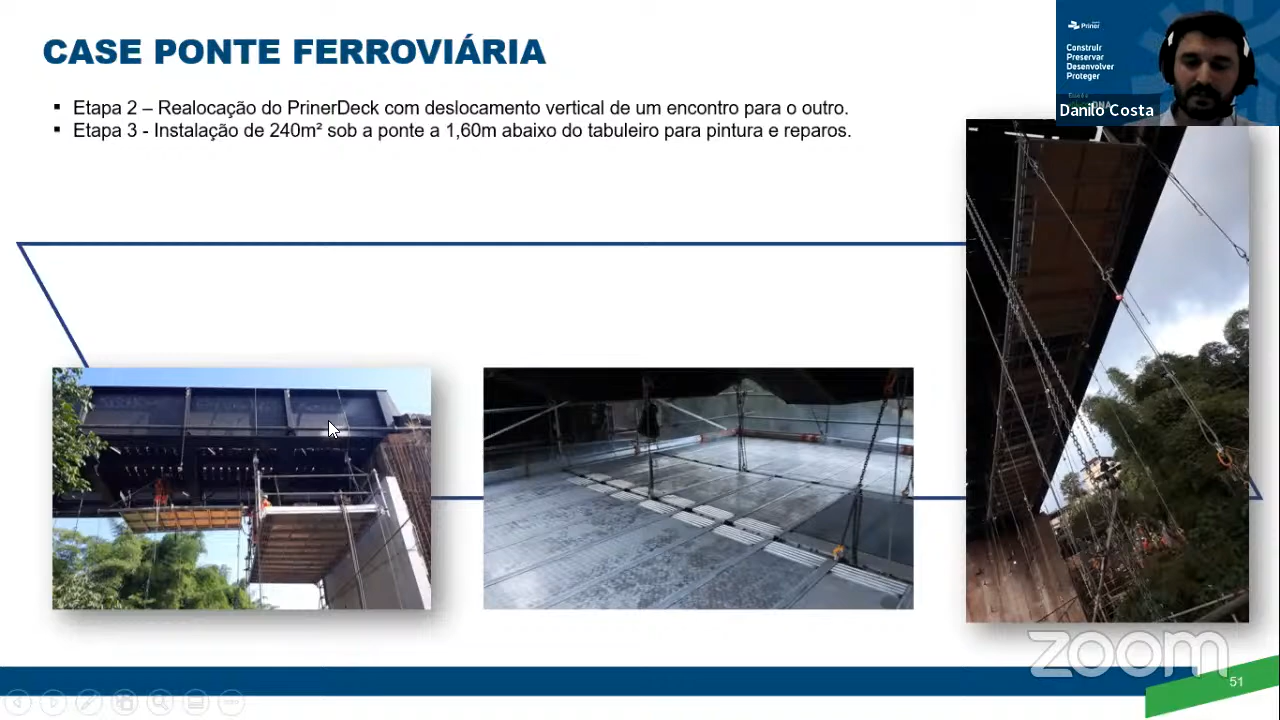 CASE PONTE FERROVIÁRIA
▪ Etapa 2 – Realocação do PrinerDeck com deslocamento vertical de um encontro para o outro.
▪ Etapa 3 - Instalação de 240m² sob a ponte a 1,60m abaixo do tabuleiro para pintura e reparos.
Priner
Construir
Preservar
Desenvolver
Proteger
Danilo Costa
zoom
51